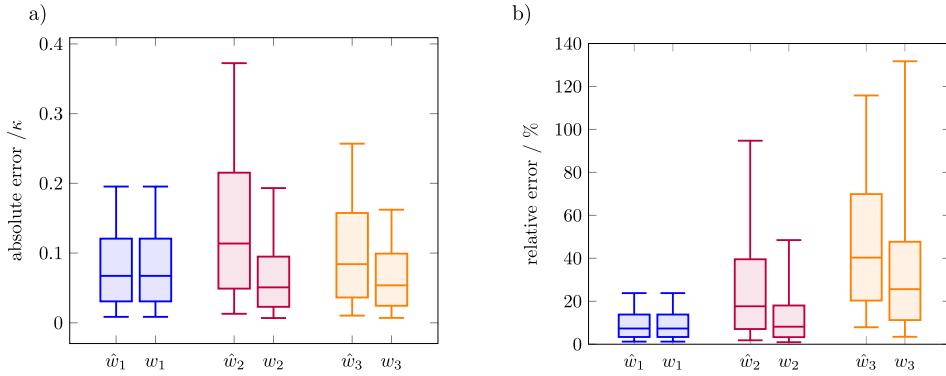 a)
absolute error /κ
0.4
0.3
0.2
0.1
0
ŵ₁ w₁ ŵ₂ w₂ ŵ₃ w₃
b)
relative error / %
140
120
100
80
60
40
20
0
ŵ₁ w₁ ŵ₂ w₂ ŵ₃ w₃